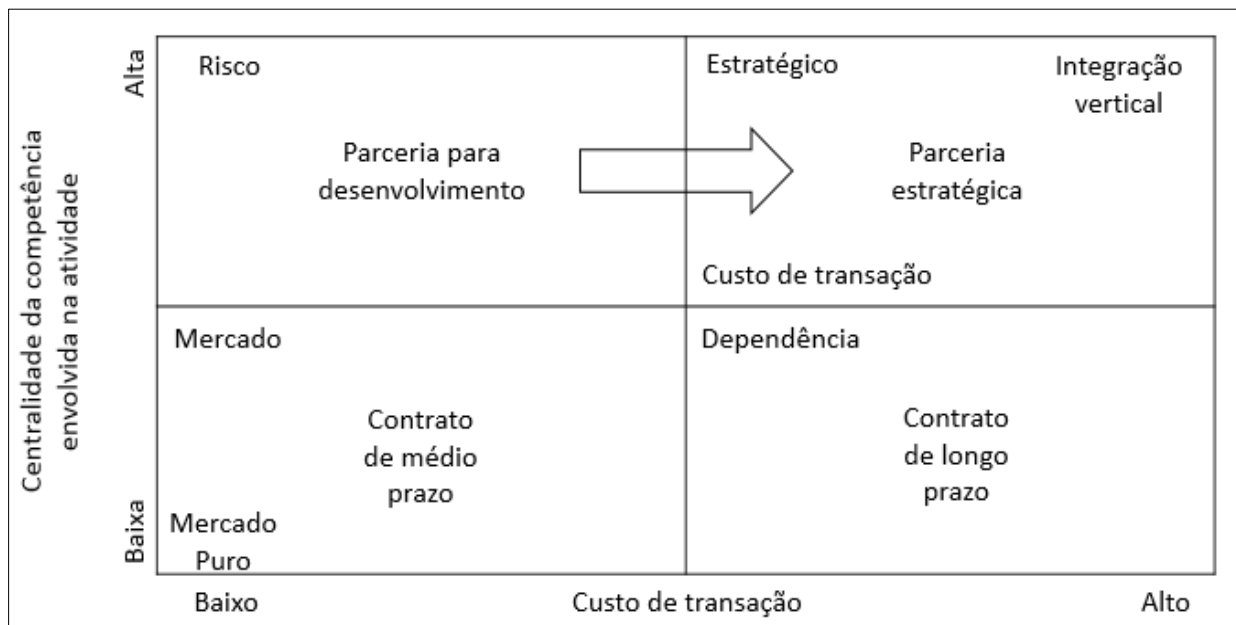 Centralidade da competência
envolvida na atividade
Alta
Baixa
Risco
Parceria para
desenvolvimento
Estratégico
Integração
vertical
Parceria
estratégica
Custo de transação
Mercado
Contrato
de médio
prazo
Mercado
Puro
Dependência
Contrato
de longo
prazo
Baixo
Custo de transação
Alto